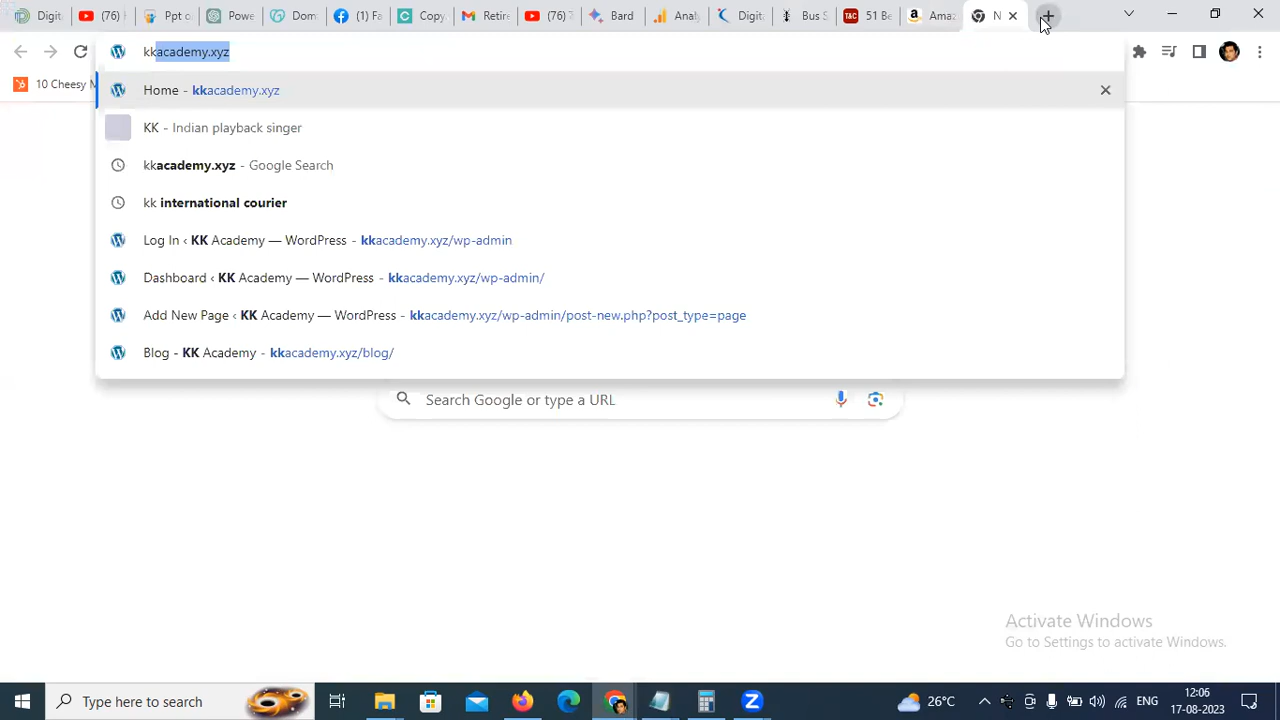 Digit (76) Ppt c Powe Dom (1) Fa Copy. Retire (76) Bard Analy Digita Bus S T&C 51 Be Amaz N
kkacademy.xyz
10 Cheesy M
Home - kkacademy.xyz
KK - Indian playback singer
kkacademy.xyz - Google Search
kk international courier
Log In ‹ KK Academy — WordPress - kkacademy.xyz/wp-admin
Dashboard ‹ KK Academy — WordPress - kkacademy.xyz/wp-admin/
Add New Page ‹ KK Academy — WordPress - kkacademy.xyz/wp-admin/post-new.php?post_type=page
Blog - KK Academy - kkacademy.xyz/blog/
Search Google or type a URL
Activate Windows
Go to Settings to activate Windows.
Type here to search
26°C
ENG
12:06
17-08-2023